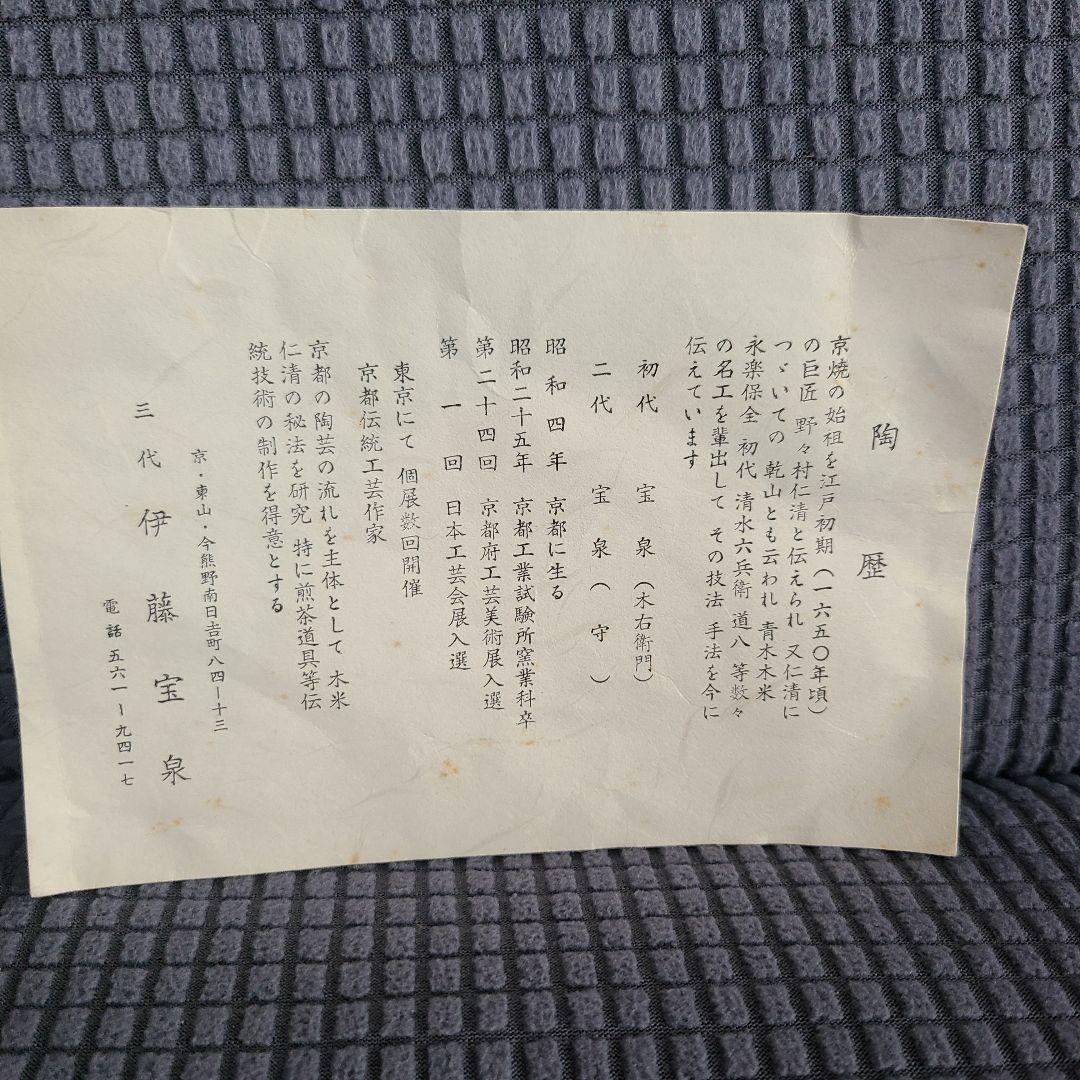 陶歴
京焼の始祖を江戸初期（一六五〇年頃）
の巨匠 野々村仁清と伝えられ 又仁清に
つゞいての 乾山とも云われ 青木木米
永楽保全 初代 清水六兵衛 道八 等数々
の名工を輩出して その技法 手法を今に
伝えています
初代 宝泉（木右衛門）
二代 宝泉（守）
昭和四年 京都に生る
昭和二十五年 京都工業試験所窯業科卒
第二十四回 京都府工芸美術展入選
第一回 日本工芸会展入選
東京にて 個展数回開催
京都伝統工芸作家
京都の陶芸の流れを主体として 木米
仁清の秘法を研究 特に煎茶道具等伝
統技術の制作を得意とする
京・東山・今熊野南日吉町八四ー十三
三代 伊藤宝泉
電話 五六一ー九四一七